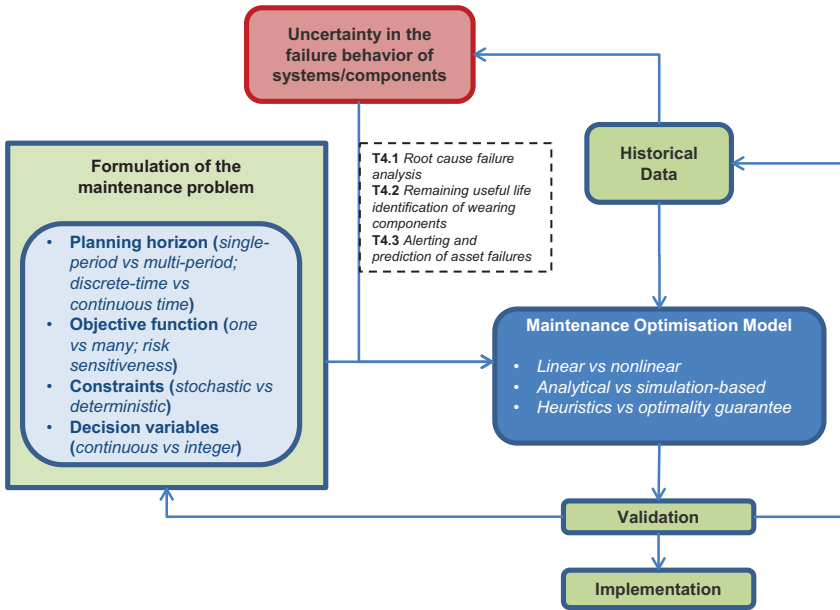 Uncertainty in the
failure behavior of
systems/components
Formulation of the
maintenance problem
• Planning horizon (single-
period vs multi-period;
discrete-time vs
continuous time)
• Objective function (one
vs many; risk
sensitiveness)
• Constraints (stochastic vs
deterministic)
• Decision variables
(continuous vs integer)
T4.1 Root cause failure
analysis
T4.2 Remaining useful life
identification of wearing
components
T4.3 Alerting and
prediction of asset failures
Historical
Data
Maintenance Optimisation Model
• Linear vs nonlinear
• Analytical vs simulation-based
• Heuristics vs optimality guarantee
Validation
Implementation